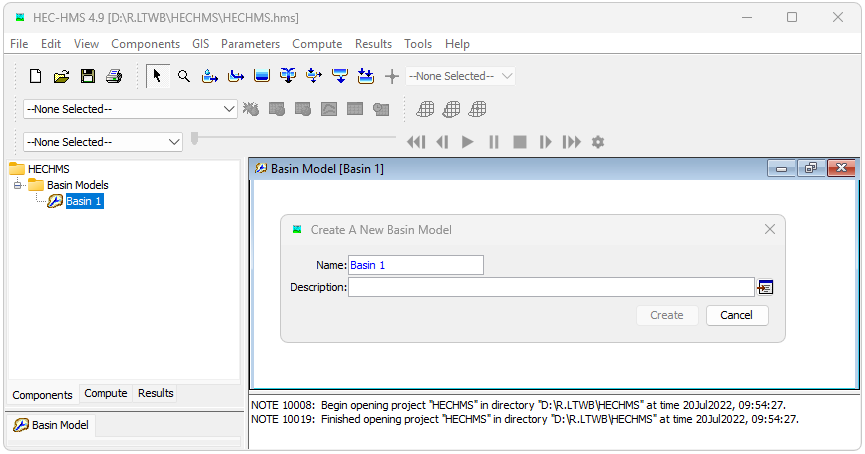 HEC-HMS 4.9 [D:\R.LTWB\HECHMS\HECHMS.hms]
File Edit View Components GIS Parameters Compute Results Tools Help
--None Selected--
--None Selected--
--None Selected--
HECHMS
Basin Models
Basin 1
Components Compute Results
Basin Model
Basin Model [Basin 1]
Create A New Basin Model
Name: Basin 1
Description:
Create Cancel
NOTE 10008: Begin opening project "HECHMS" in directory "D:\R.LTWB\HECHMS" at time 20Jul2022, 09:54:27.
NOTE 10019: Finished opening project "HECHMS" in directory "D:\R.LTWB\HECHMS" at time 20Jul2022, 09:54:27.